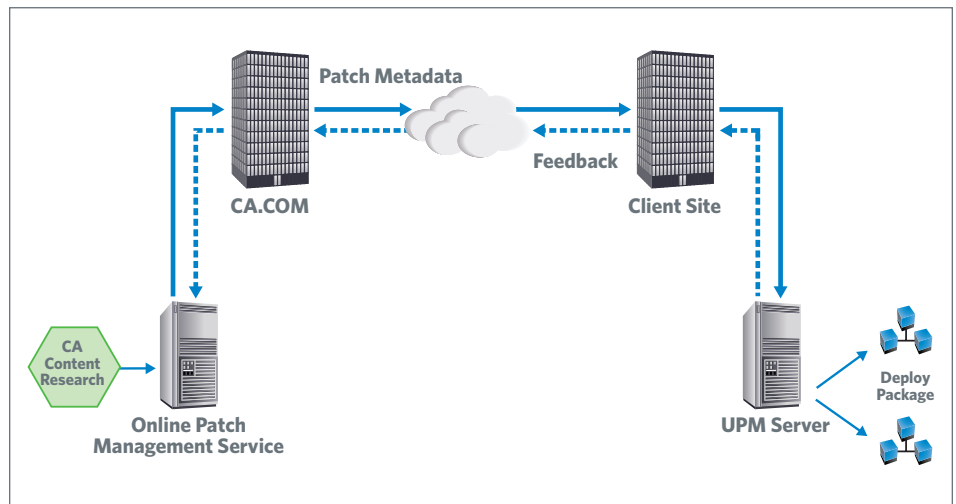 Patch Metadata
Feedback
CA.COM
Client Site
CA
Content
Research
Online Patch
Management Service
UPM Server
Deploy
Package